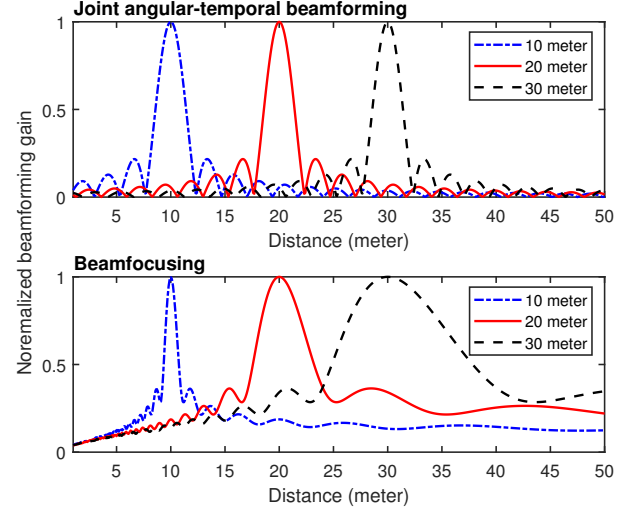 Joint angular-temporal beamforming
1
0.5
0
10 meter
20 meter
30 meter
5 10 15 20 25 30 35 40 45 50
Distance (meter)
Noremalized beamforming gain
Beamfocusing
1
0.5
0
10 meter
20 meter
30 meter
5 10 15 20 25 30 35 40 45 50
Distance (meter)